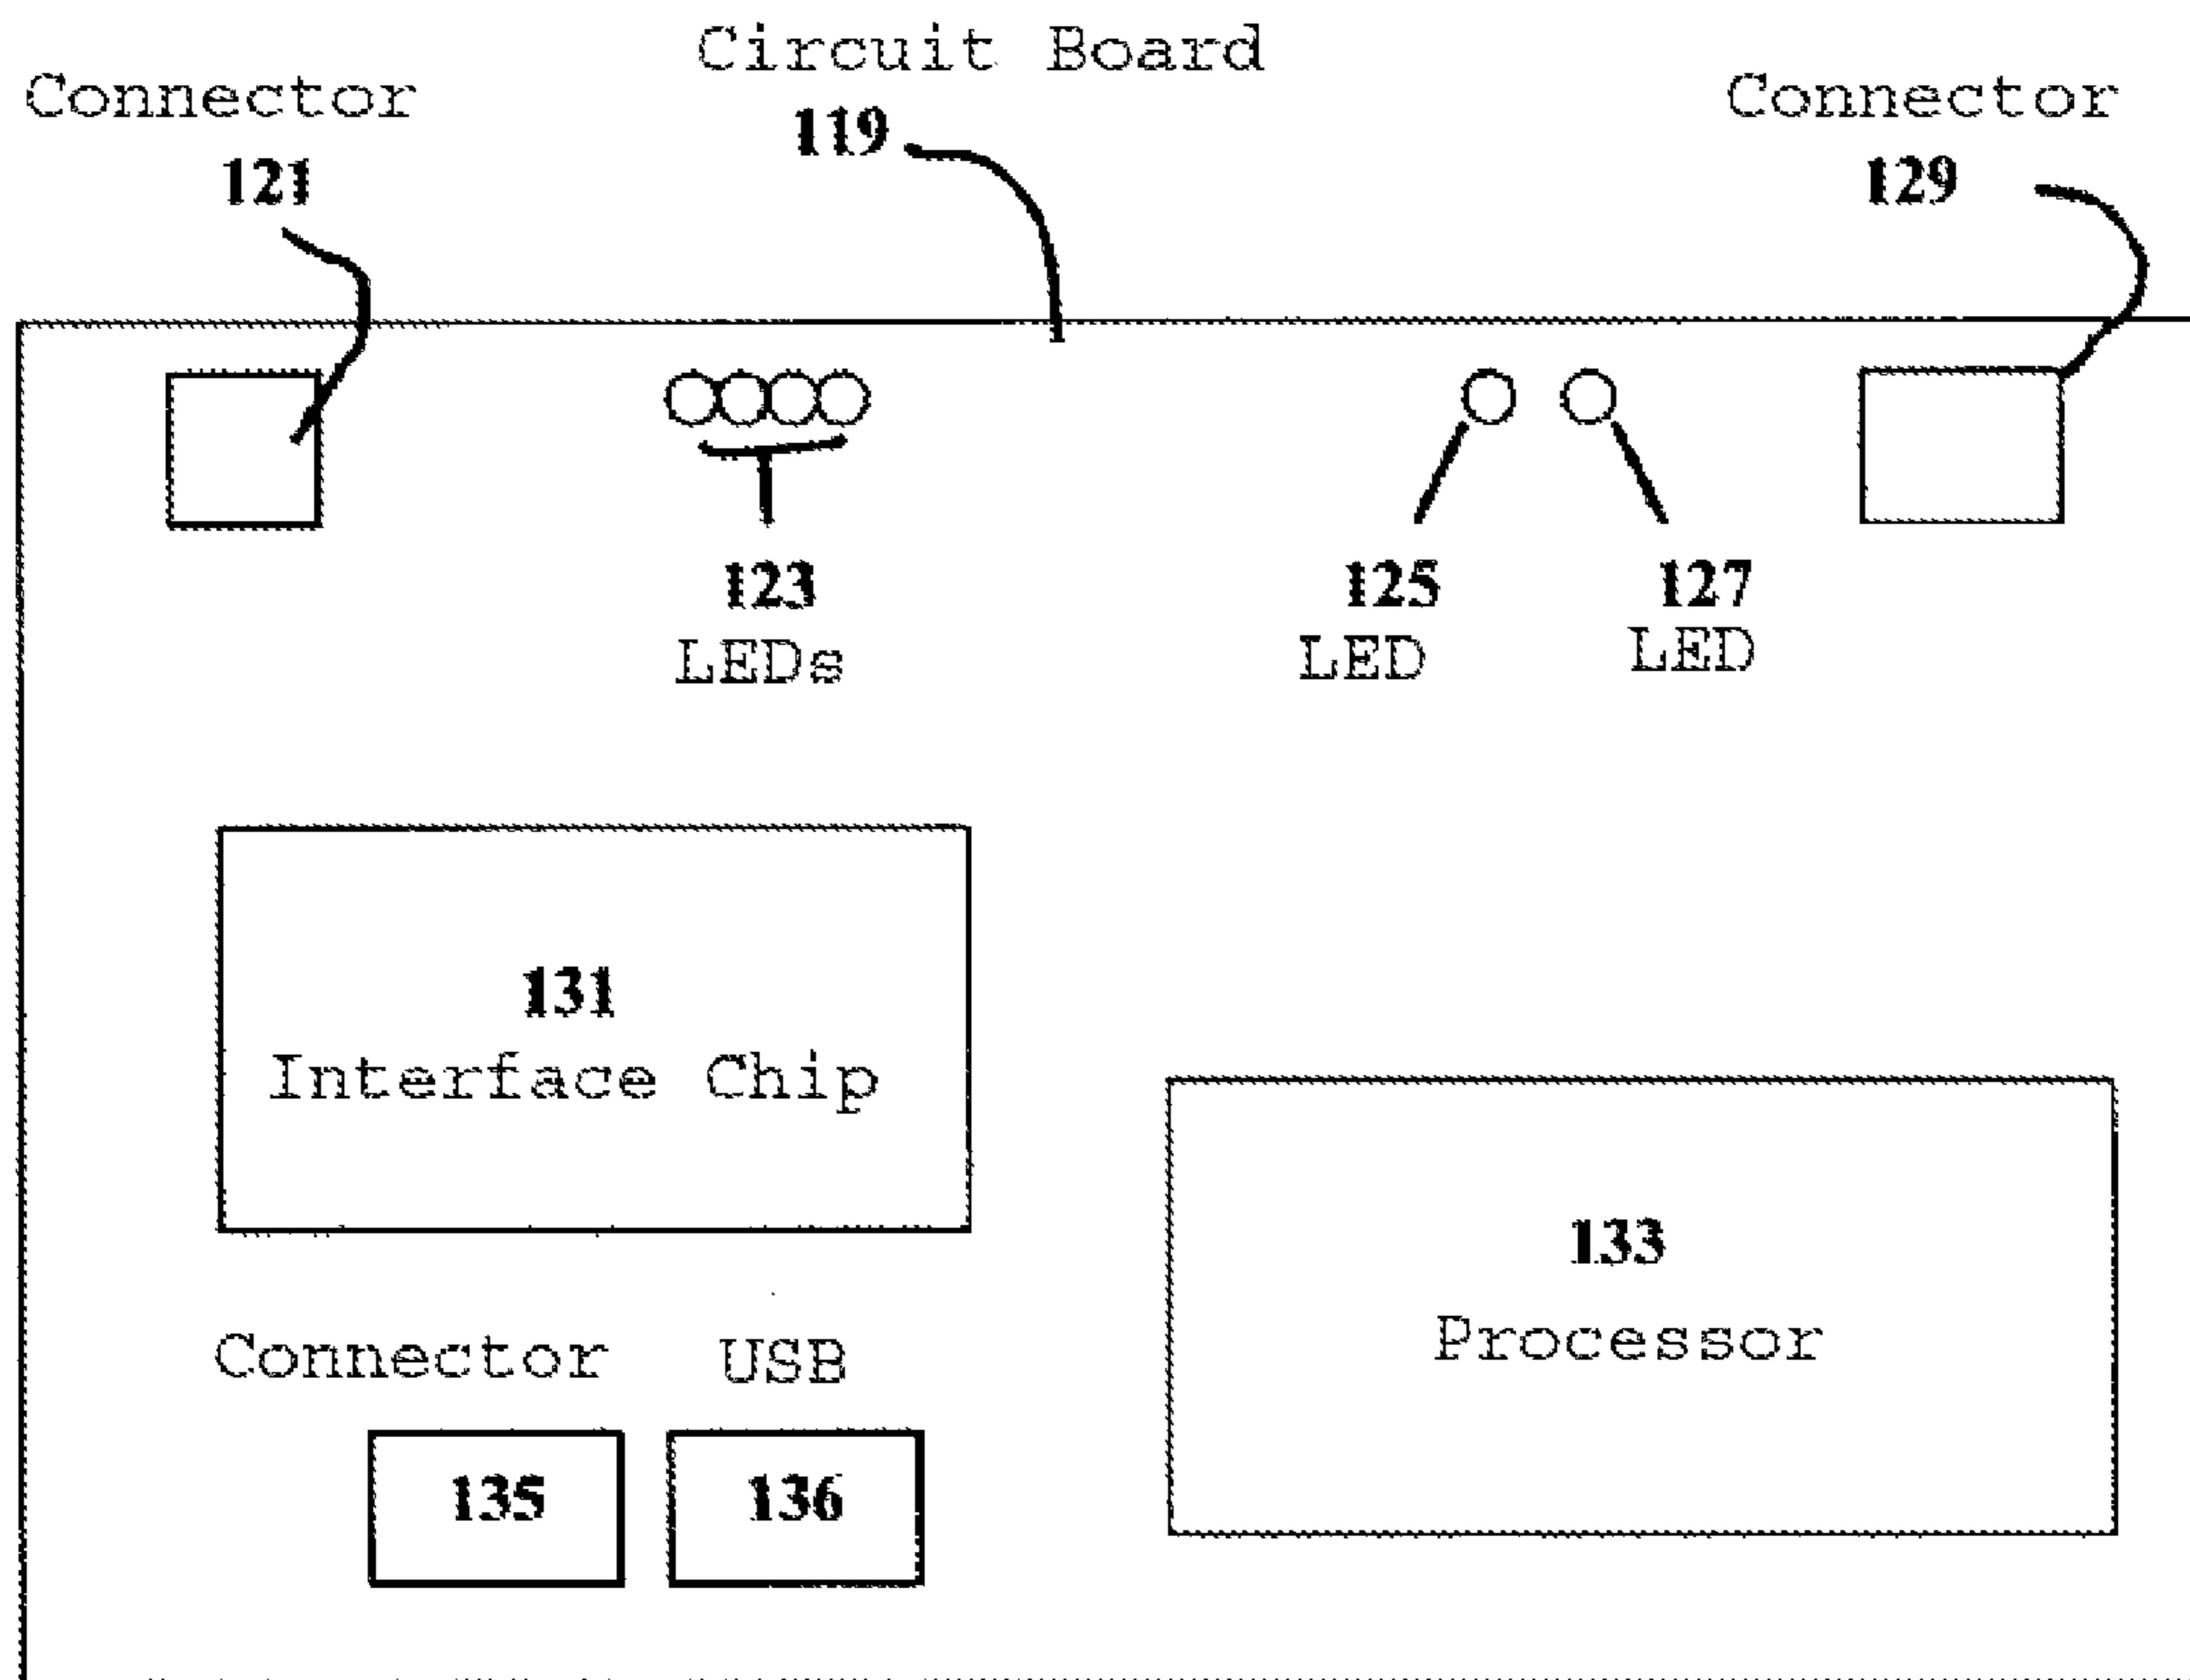 Circuit Board
119
Connector
121
Connector
129
123
LEDs
125
LED
127
LED
131
Interface Chip
133
Processor
Connector
USB
135
136